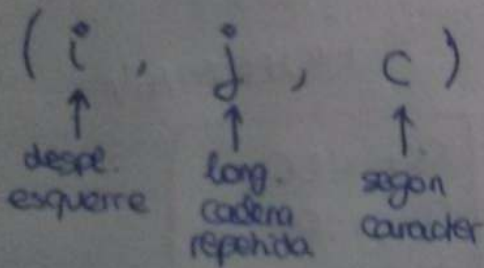 ( i , j , c )
↑ ↑ ↑
despl. long. segon
esquerre cadena caracter
repetida